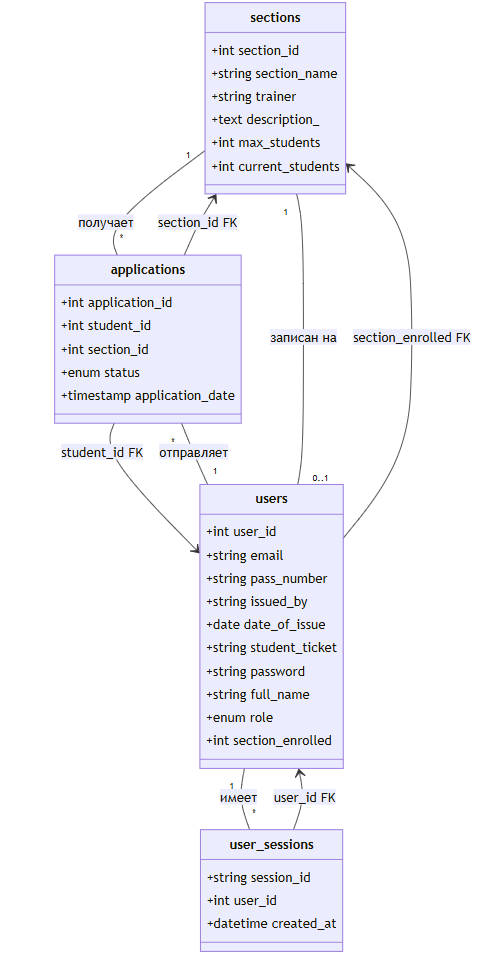 sections
+int section_id
+string section_name
+string trainer
+text description_
+int max_students
+int current_students
1
получает
*
section_id FK
1
записан на
0..1
section_enrolled FK
applications
+int application_id
+int student_id
+int section_id
+enum status
+timestamp application_date
student_id FK
*
отправляет
1
users
+int user_id
+string email
+string pass_number
+string issued_by
+date date_of_issue
+string student_ticket
+string password
+string full_name
+enum role
+int section_enrolled
1
имеет
*
user_id FK
user_sessions
+string session_id
+int user_id
+datetime created_at